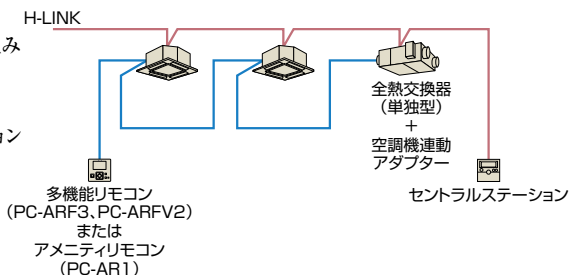 H-LINK
み
ョン
全熱交換器
(単独型)
+
空調機連動
アダプター
多機能リモコン
(PC-ARF3、PC-ARFV2)
または
アメニティリモコン
(PC-AR1)
セントラルステーション